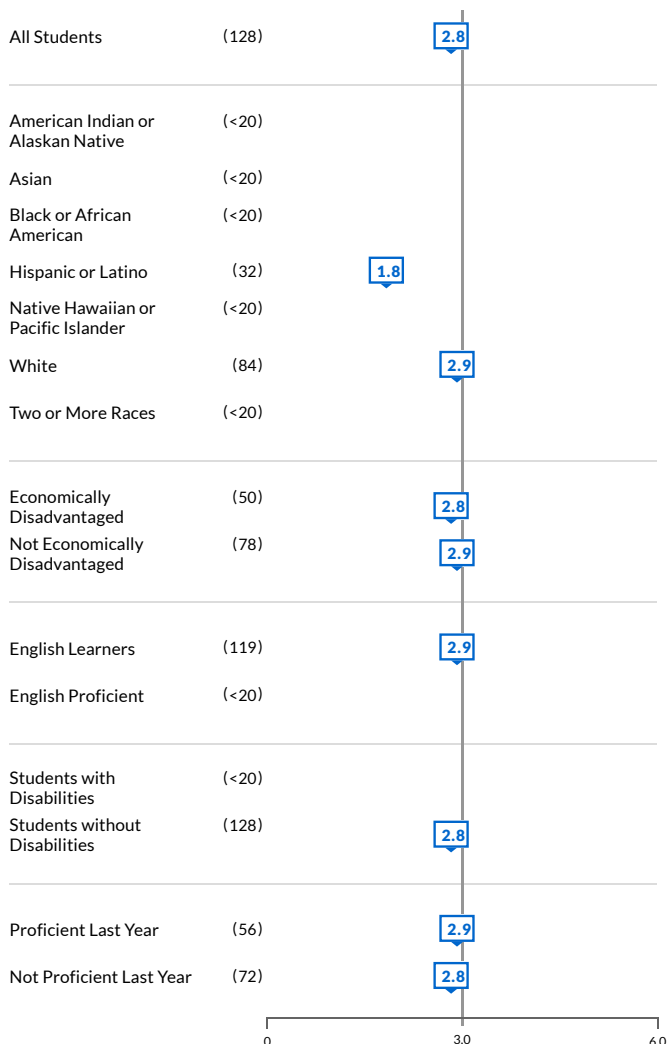 All Students (128) 2.8
American Indian or (<20)
Alaskan Native
Asian (<20)
Black or African (<20)
American
Hispanic or Latino (32) 1.8
Native Hawaiian or (<20)
Pacific Islander
White (84) 2.9
Two or More Races (<20)
Economically (50) 2.8
Disadvantaged
Not Economically (78) 2.9
Disadvantaged
English Learners (119) 2.9
English Proficient (<20)
Students with (<20)
Disabilities
Students without (128) 2.8
Disabilities
Proficient Last Year (56) 2.9
Not Proficient Last Year (72) 2.8
0 3.0 6.0